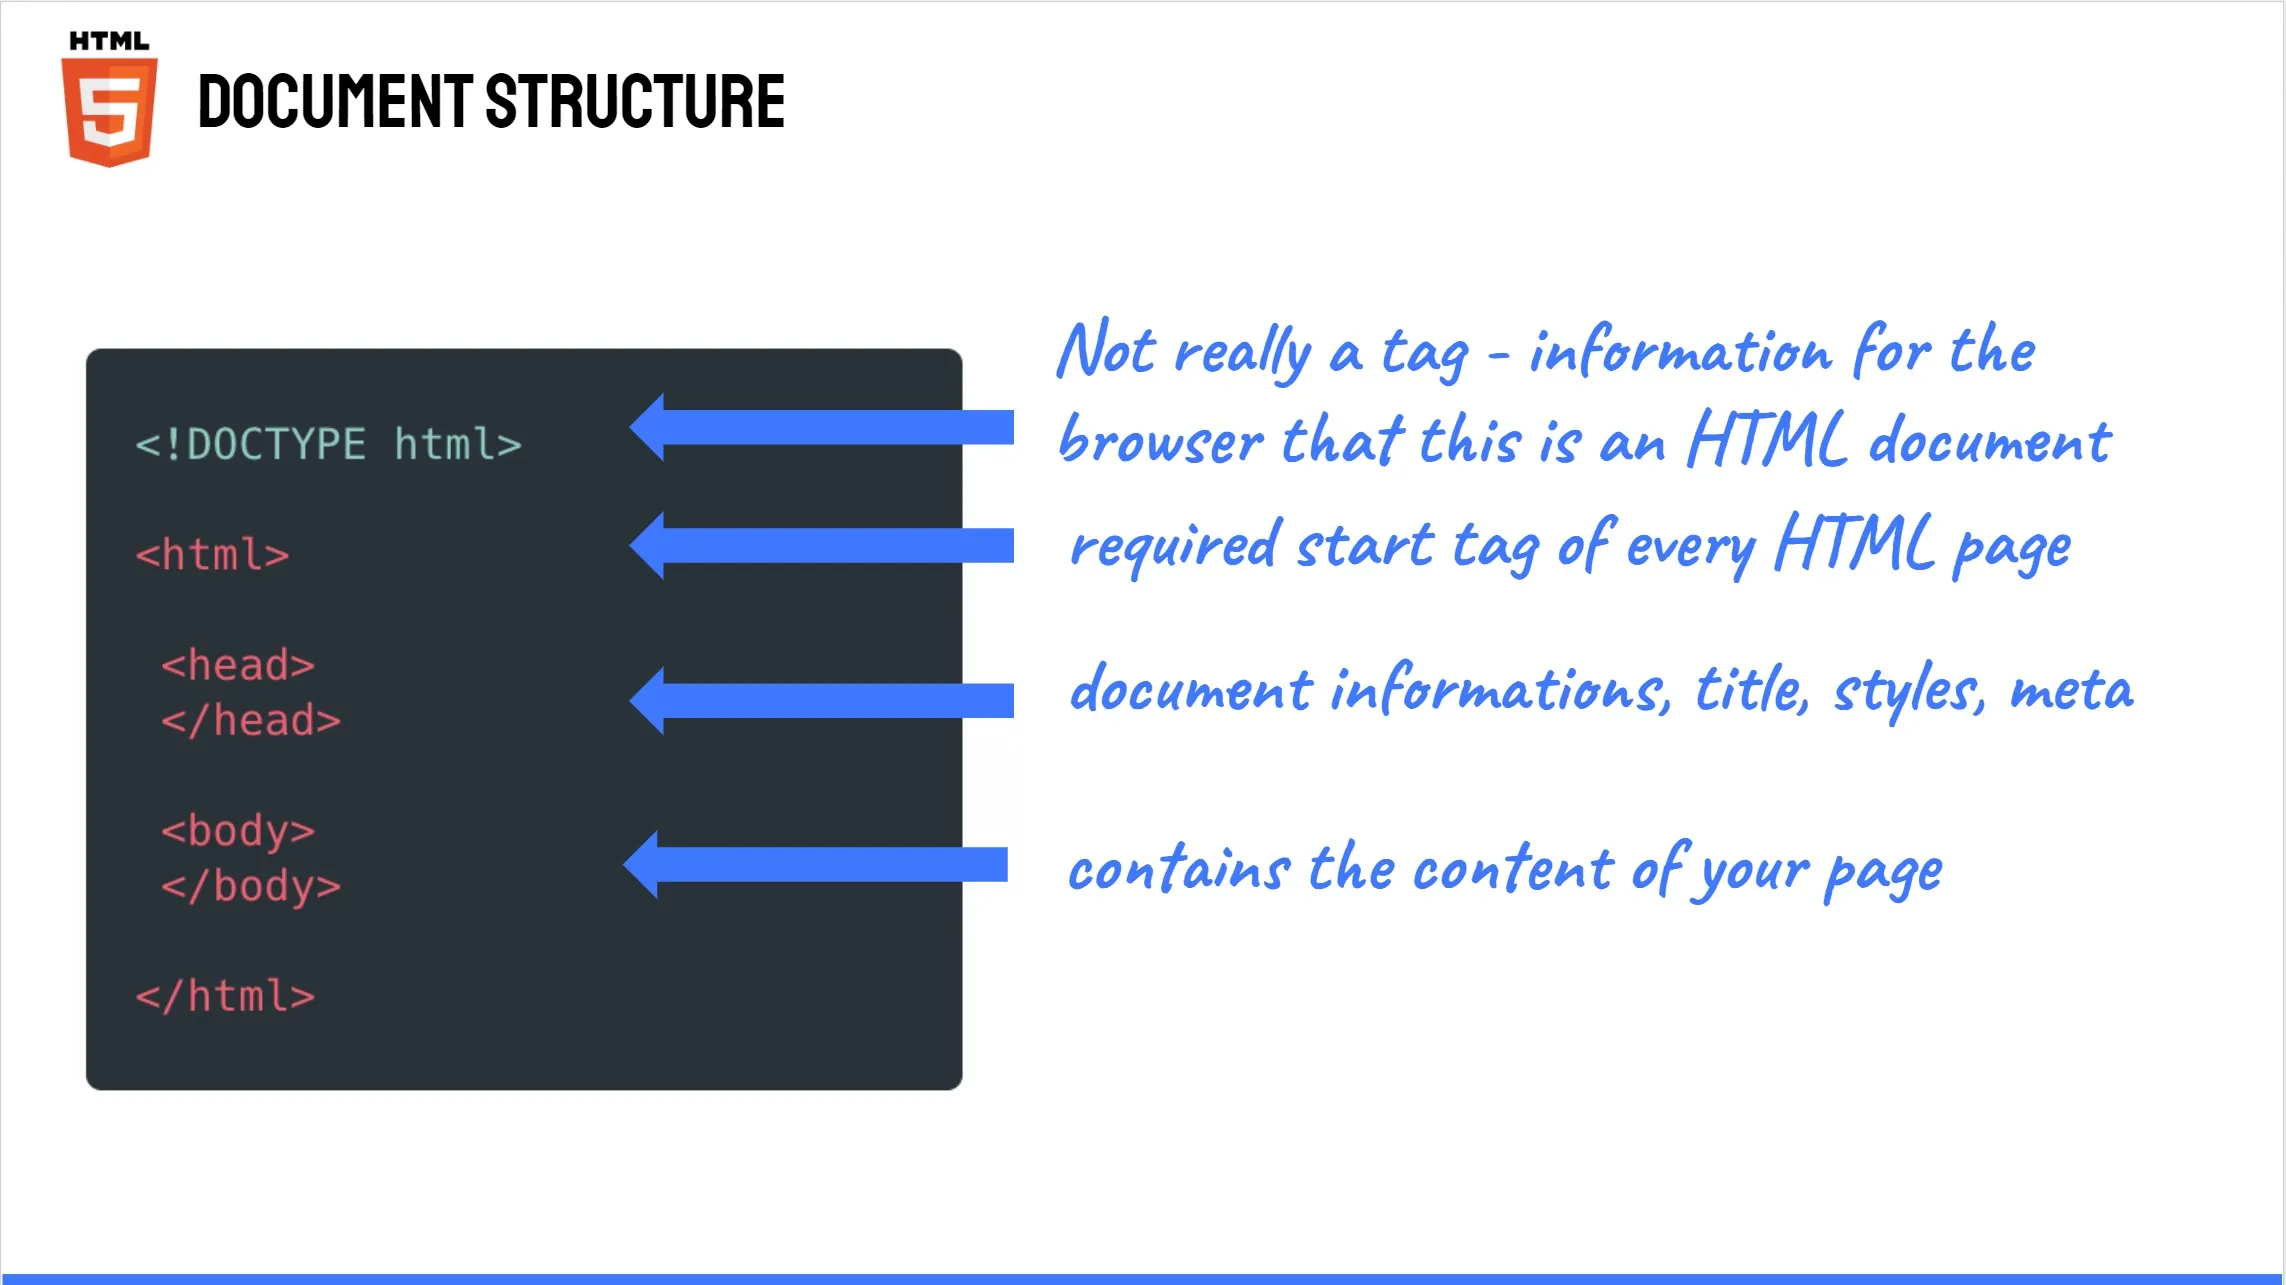 HTML
DOCUMENT STRUCTURE
<!DOCTYPE html>
Not really a tag - information for the
browser that this is an HTML document
<html>
required start tag of every HTML page
<head>
</head>
document informations, title, styles, meta
<body>
</body>
contains the content of your page
</html>